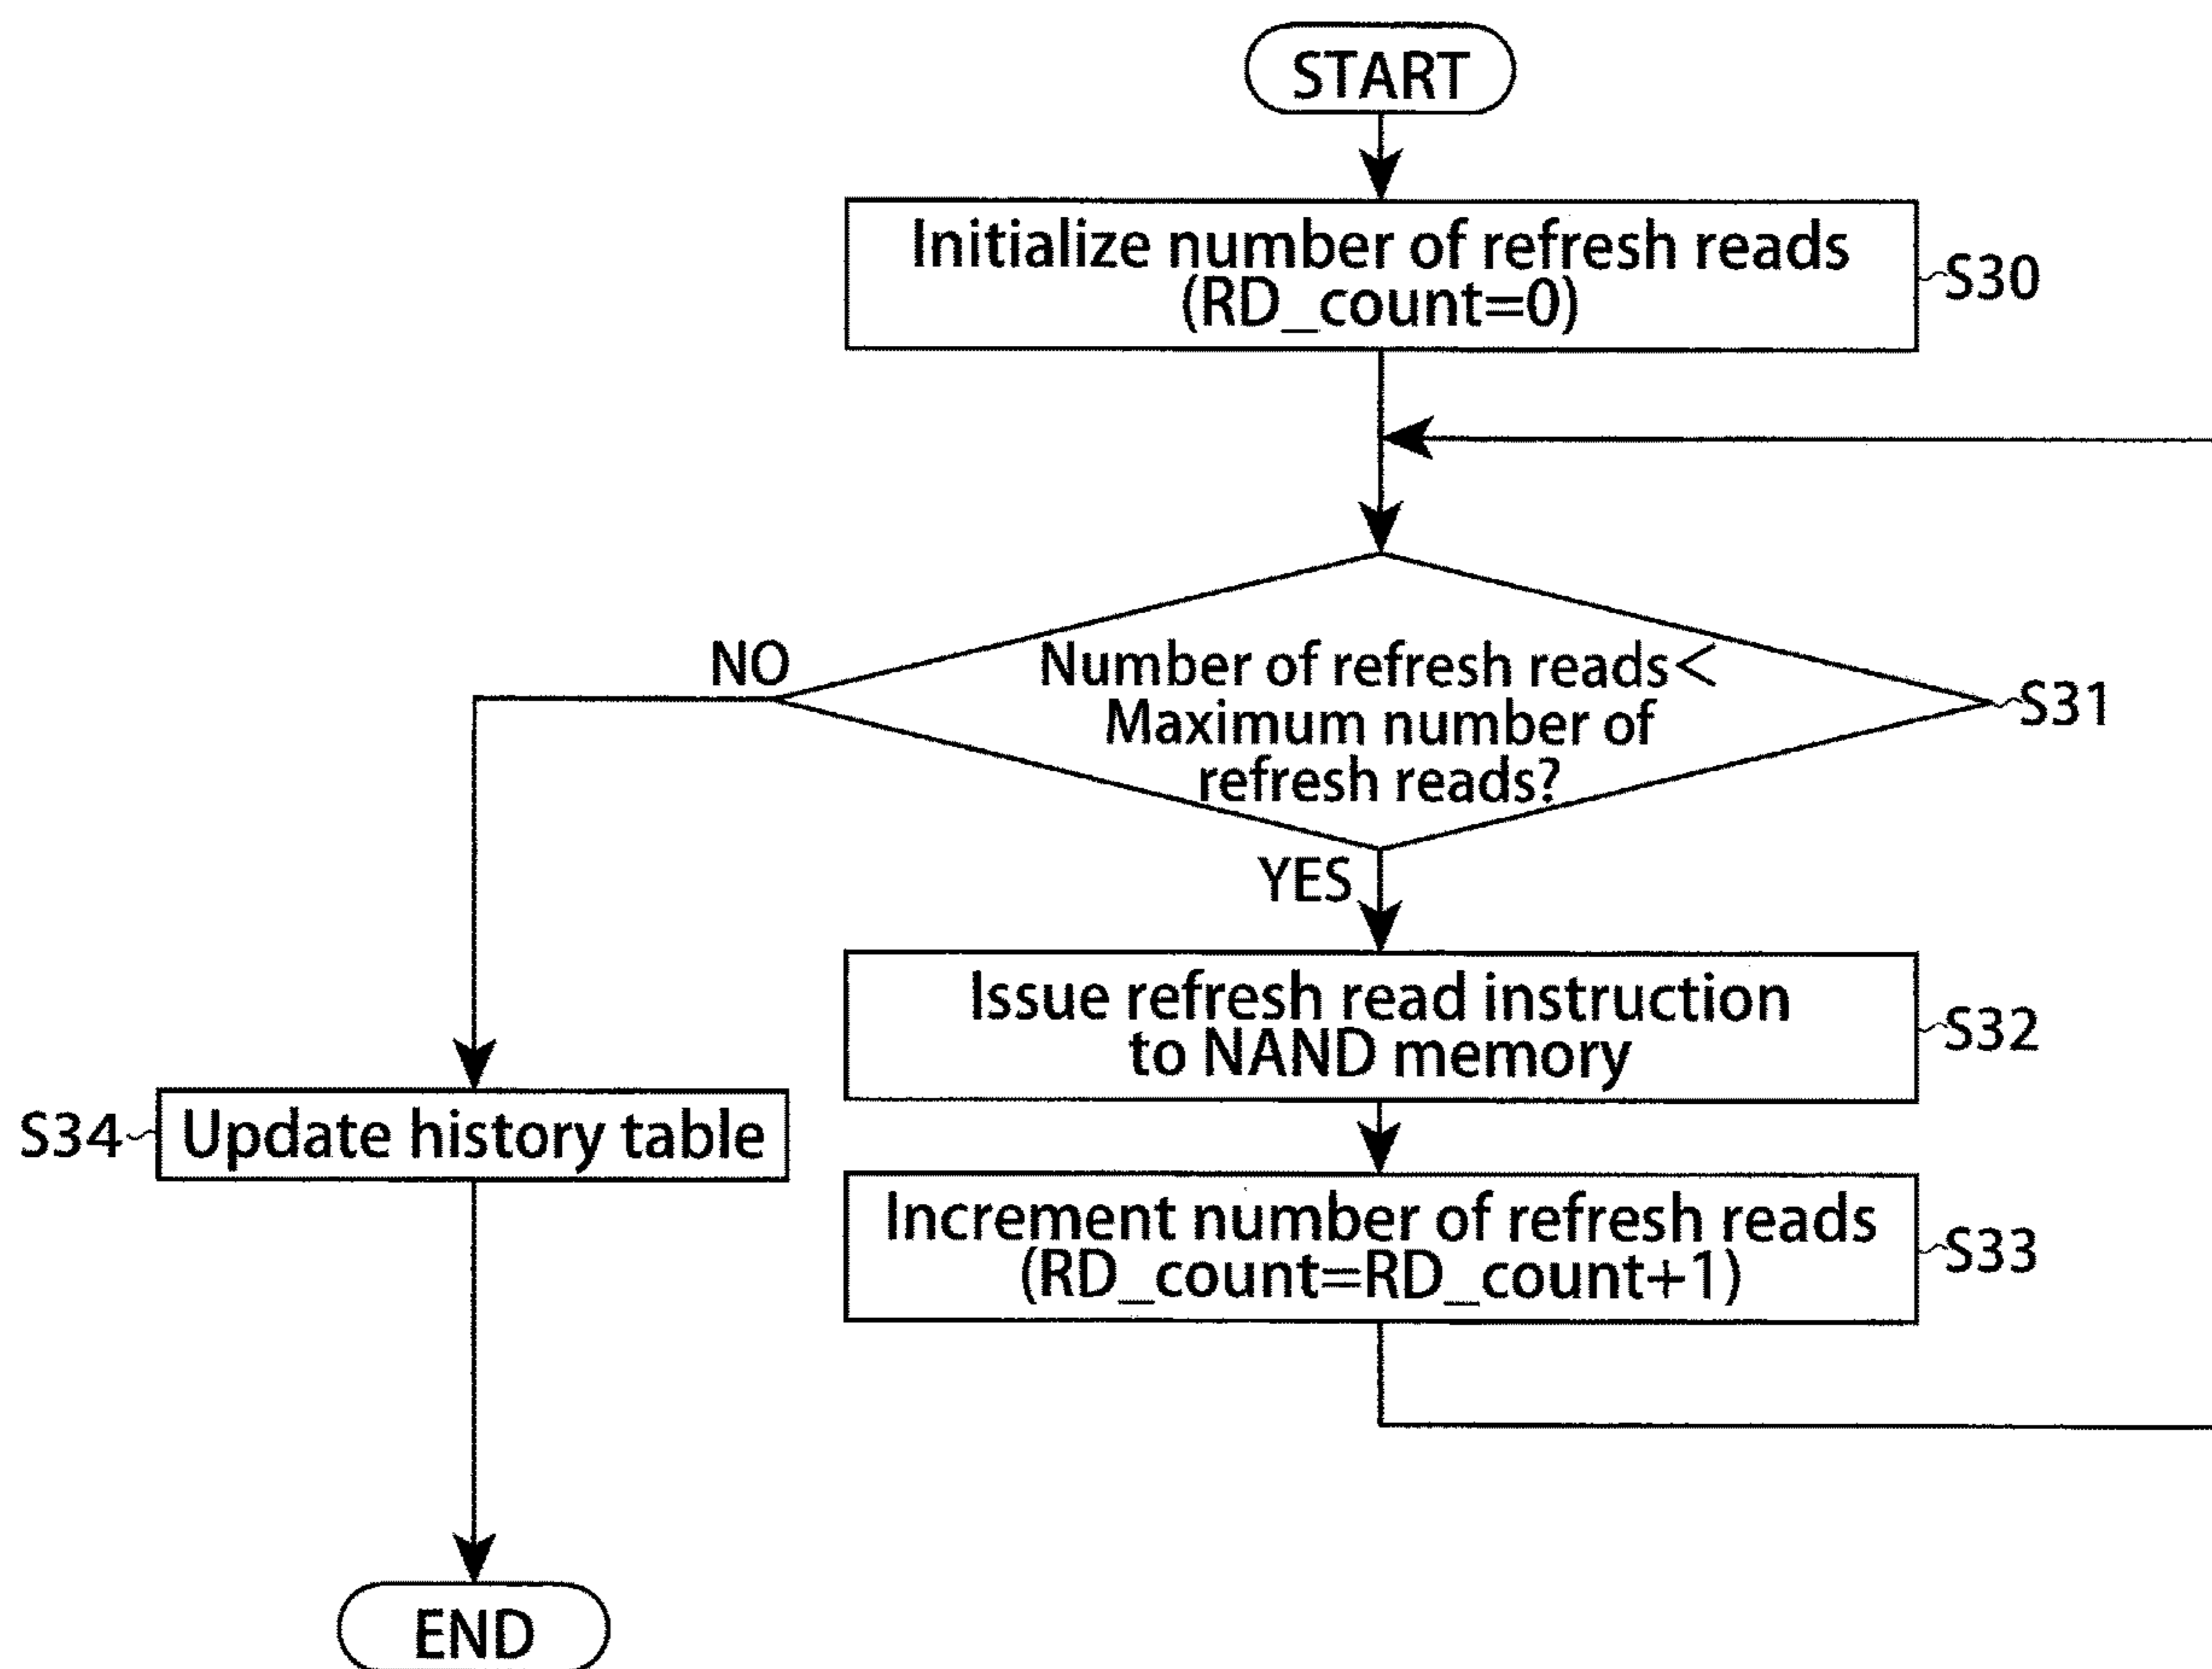 START
Initialize number of refresh reads
(RD_count=0)
S30
NO
Number of refresh reads<
Maximum number of
refresh reads?
S31
YES
Issue refresh read instruction
to NAND memory
S32
S34
Update history table
Increment number of refresh reads
(RD_count=RD_count+1)
S33
END